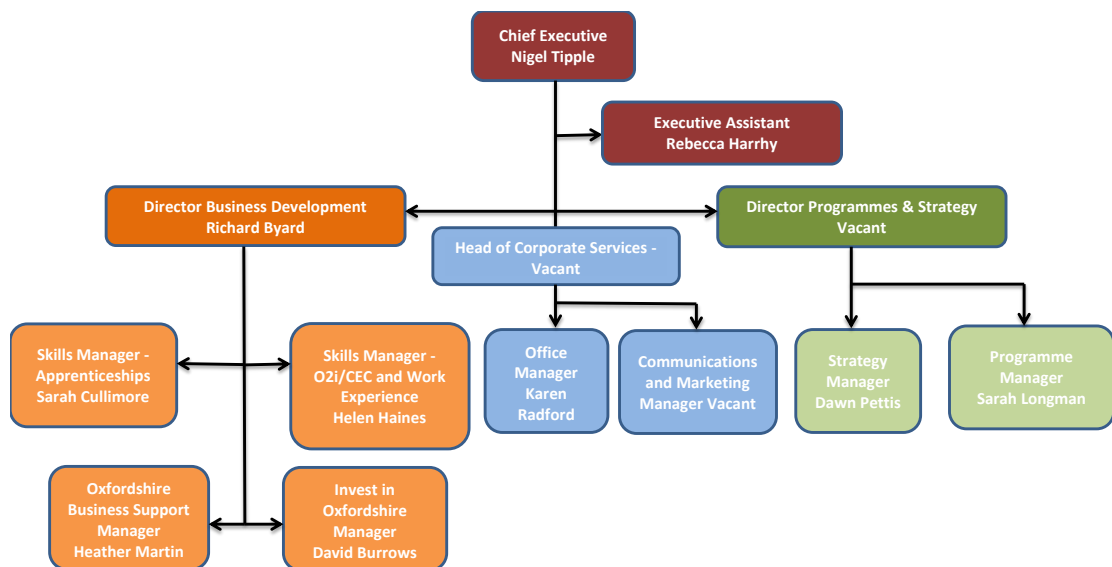 Chief Executive
Nigel Tipple
Executive Assistant
Rebecca Harrhy
Director Business Development
Richard Byard
Head of Corporate Services -
Vacant
Director Programmes & Strategy
Vacant
Skills Manager -
Apprenticeships
Sarah Cullimore
Skills Manager -
O2i/CEC and Work
Experience
Helen Haines
Office
Manager
Karen
Radford
Communications
and Marketing
Manager Vacant
Strategy
Manager
Dawn Pettis
Programme
Manager
Sarah Longman
Oxfordshire
Business Support
Manager
Heather Martin
Invest in
Oxfordshire
Manager
David Burrows